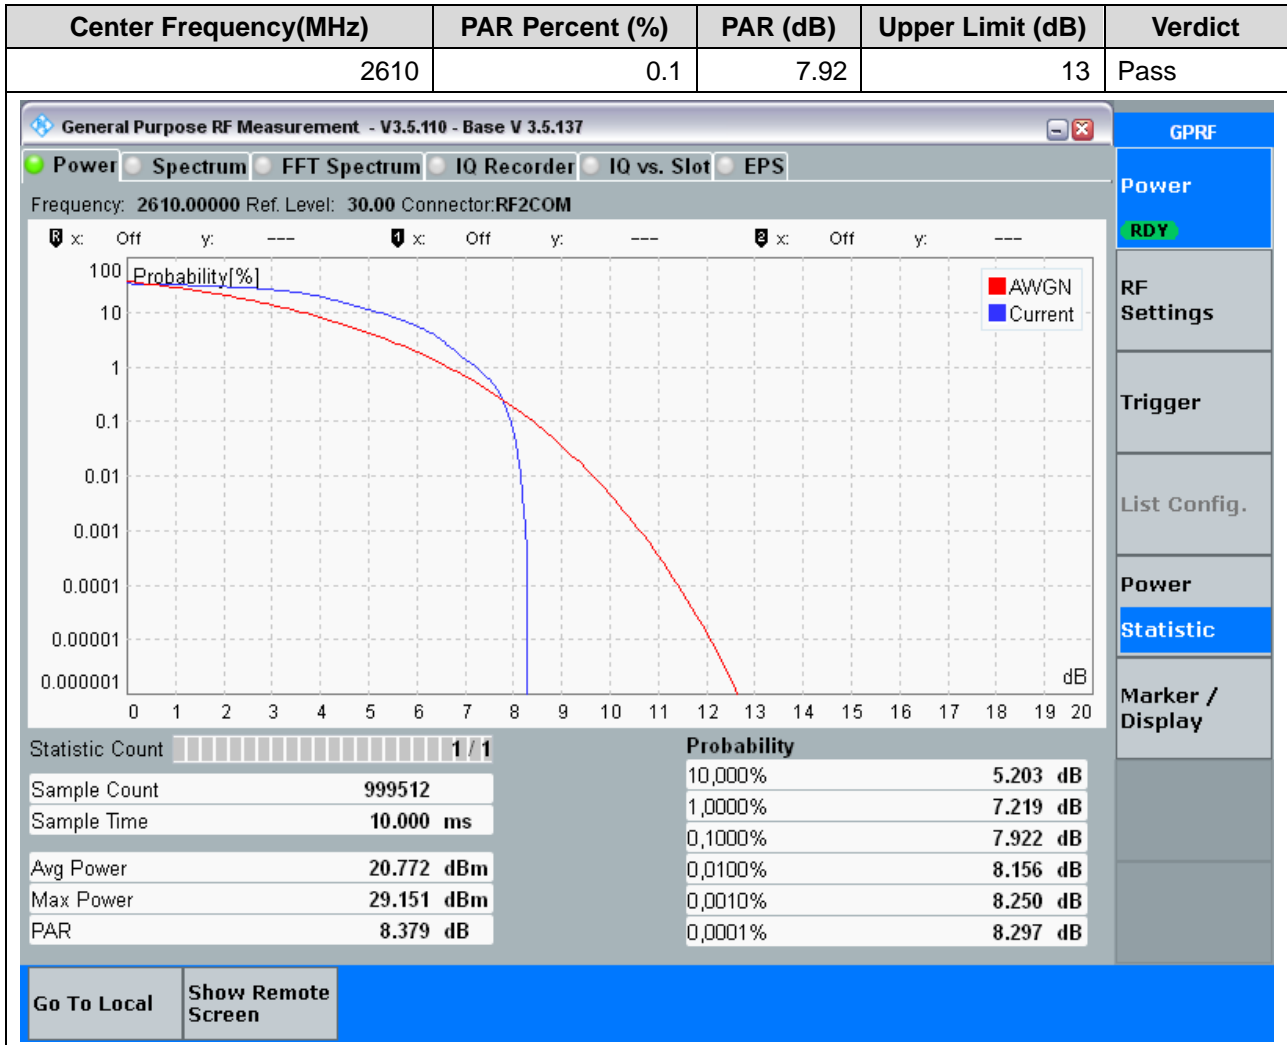 Center Frequency(MHz) PAR Percent (%) PAR (dB) Upper Limit (dB) Verdict
2610 0.1 7.92 13 Pass
General Purpose RF Measurement - V3.5.110 - Base V 3.5.137
GPRF
Power Spectrum FFT Spectrum IQ Recorder IQ vs. Slot EPS
Power
RDY
Frequency: 2610.00000 Ref. Level: 30.00 Connector:RF2COM
R x: Off y: --- 1 x: Off y: --- 2 x: Off y: ---
Probability[%]
AWGN
Current
100
10
1
0.1
0.01
0.001
0.0001
0.00001
0.000001
dB
0 1 2 3 4 5 6 7 8 9 10 11 12 13 14 15 16 17 18 19 20
RF
Settings
Trigger
List Config.
Power
Statistic
Marker /
Display
Statistic Count 1 / 1
Sample Count 999512
Sample Time 10.000 ms
Avg Power 20.772 dBm
Max Power 29.151 dBm
PAR 8.379 dB
Probability
10,000% 5.203 dB
1,0000% 7.219 dB
0,1000% 7.922 dB
0,0100% 8.156 dB
0,0010% 8.250 dB
0,0001% 8.297 dB
Go To Local
Show Remote
Screen